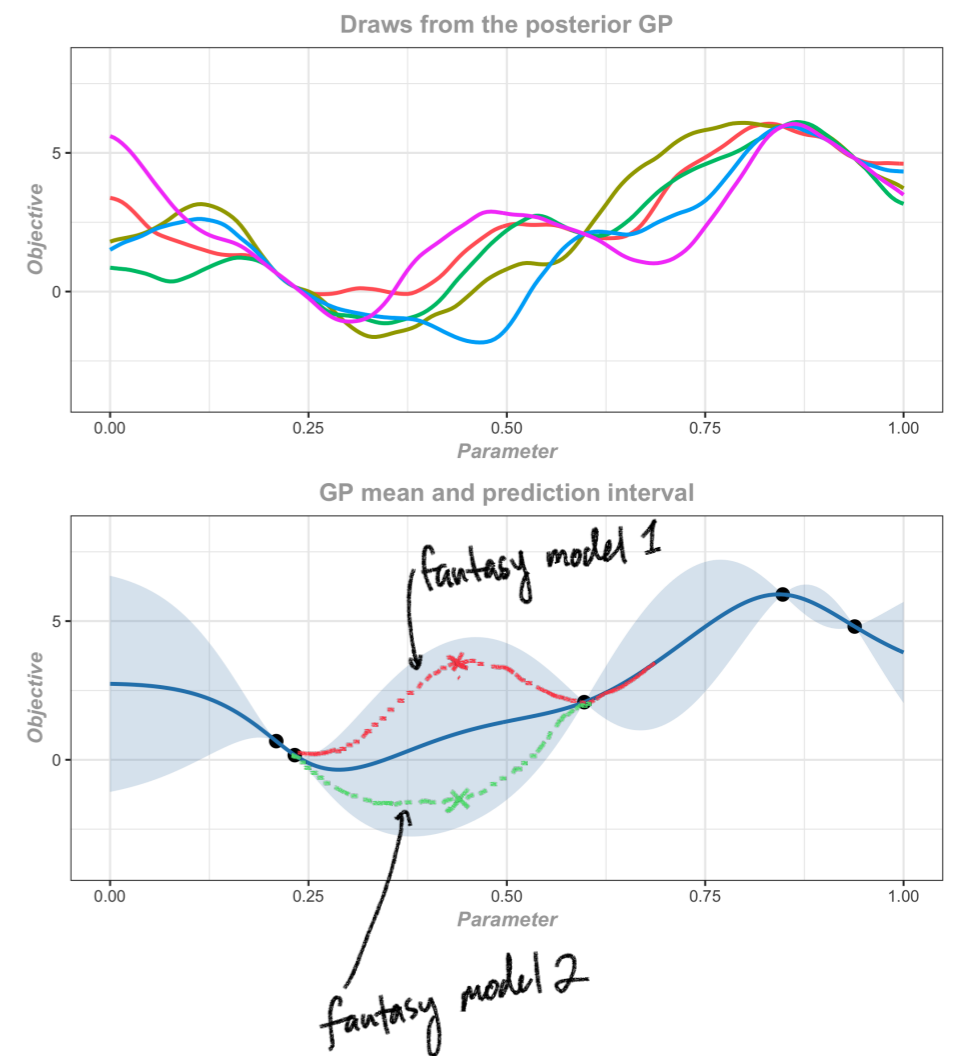 Draws from the posterior GP
Objective
5
0
0.00 0.25 0.50 0.75 1.00
Parameter
GP mean and prediction interval
fantasy model 1
Objective
5
0
0.00 0.25 0.50 0.75 1.00
Parameter
fantasy model 2